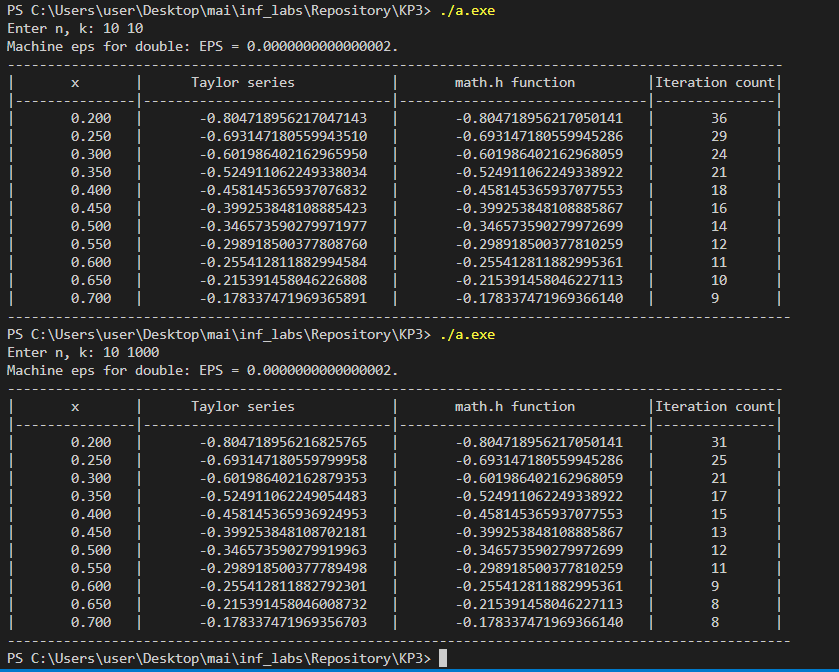 PS C:\Users\user\Desktop\mai\inf_labs\Repository\KP3> ./a.exe
Enter n, k: 10 10
Machine eps for double: EPS = 0.0000000000000002.
| x | Taylor series | math.h function |Iteration count|
| 0.200 | -0.804718956217047143 | -0.804718956217050141 | 36 |
| 0.250 | -0.693147180559943510 | -0.693147180559945286 | 29 |
| 0.300 | -0.601986402162965950 | -0.601986402162968059 | 24 |
| 0.350 | -0.524911062249338034 | -0.524911062249338922 | 21 |
| 0.400 | -0.458145365937076832 | -0.458145365937077553 | 18 |
| 0.450 | -0.399253848108885423 | -0.399253848108885867 | 16 |
| 0.500 | -0.346573590279971977 | -0.346573590279972699 | 14 |
| 0.550 | -0.298918500377808760 | -0.298918500377810259 | 12 |
| 0.600 | -0.255412811882994584 | -0.255412811882995361 | 11 |
| 0.650 | -0.215391458046226808 | -0.215391458046227113 | 10 |
| 0.700 | -0.178337471969365891 | -0.178337471969366140 | 9 |
PS C:\Users\user\Desktop\mai\inf_labs\Repository\KP3> ./a.exe
Enter n, k: 10 1000
Machine eps for double: EPS = 0.0000000000000002.
| x | Taylor series | math.h function |Iteration count|
| 0.200 | -0.804718956216825765 | -0.804718956217050141 | 31 |
| 0.250 | -0.693147180559799958 | -0.693147180559945286 | 25 |
| 0.300 | -0.601986402162879353 | -0.601986402162968059 | 21 |
| 0.350 | -0.524911062249054483 | -0.524911062249338922 | 17 |
| 0.400 | -0.458145365936924953 | -0.458145365937077553 | 15 |
| 0.450 | -0.399253848108702181 | -0.399253848108885867 | 13 |
| 0.500 | -0.346573590279919963 | -0.346573590279972699 | 12 |
| 0.550 | -0.298918500377789498 | -0.298918500377810259 | 11 |
| 0.600 | -0.255412811882792301 | -0.255412811882995361 | 9 |
| 0.650 | -0.215391458046008732 | -0.215391458046227113 | 8 |
| 0.700 | -0.178337471969356703 | -0.178337471969366140 | 8 |
PS C:\Users\user\Desktop\mai\inf_labs\Repository\KP3>